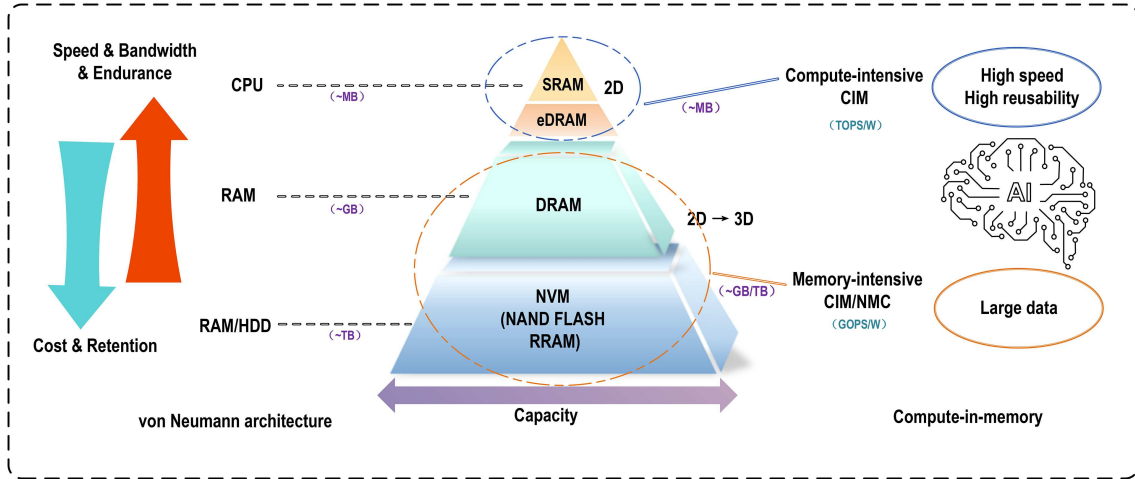 Speed & Bandwidth
& Endurance
Cost & Retention
CPU
(~MB)
RAM
(~GB)
RAM/HDD
(~TB)
von Neumann architecture
SRAM
2D
eDRAM
DRAM
2D → 3D
NVM
(NAND FLASH
RRAM)
Capacity
(~MB)
Compute-intensive
CIM
(TOPS/W)
High speed
High reusability
AI
(~GB/TB)
Memory-intensive
CIM/NMC
(GOPS/W)
Large data
Compute-in-memory